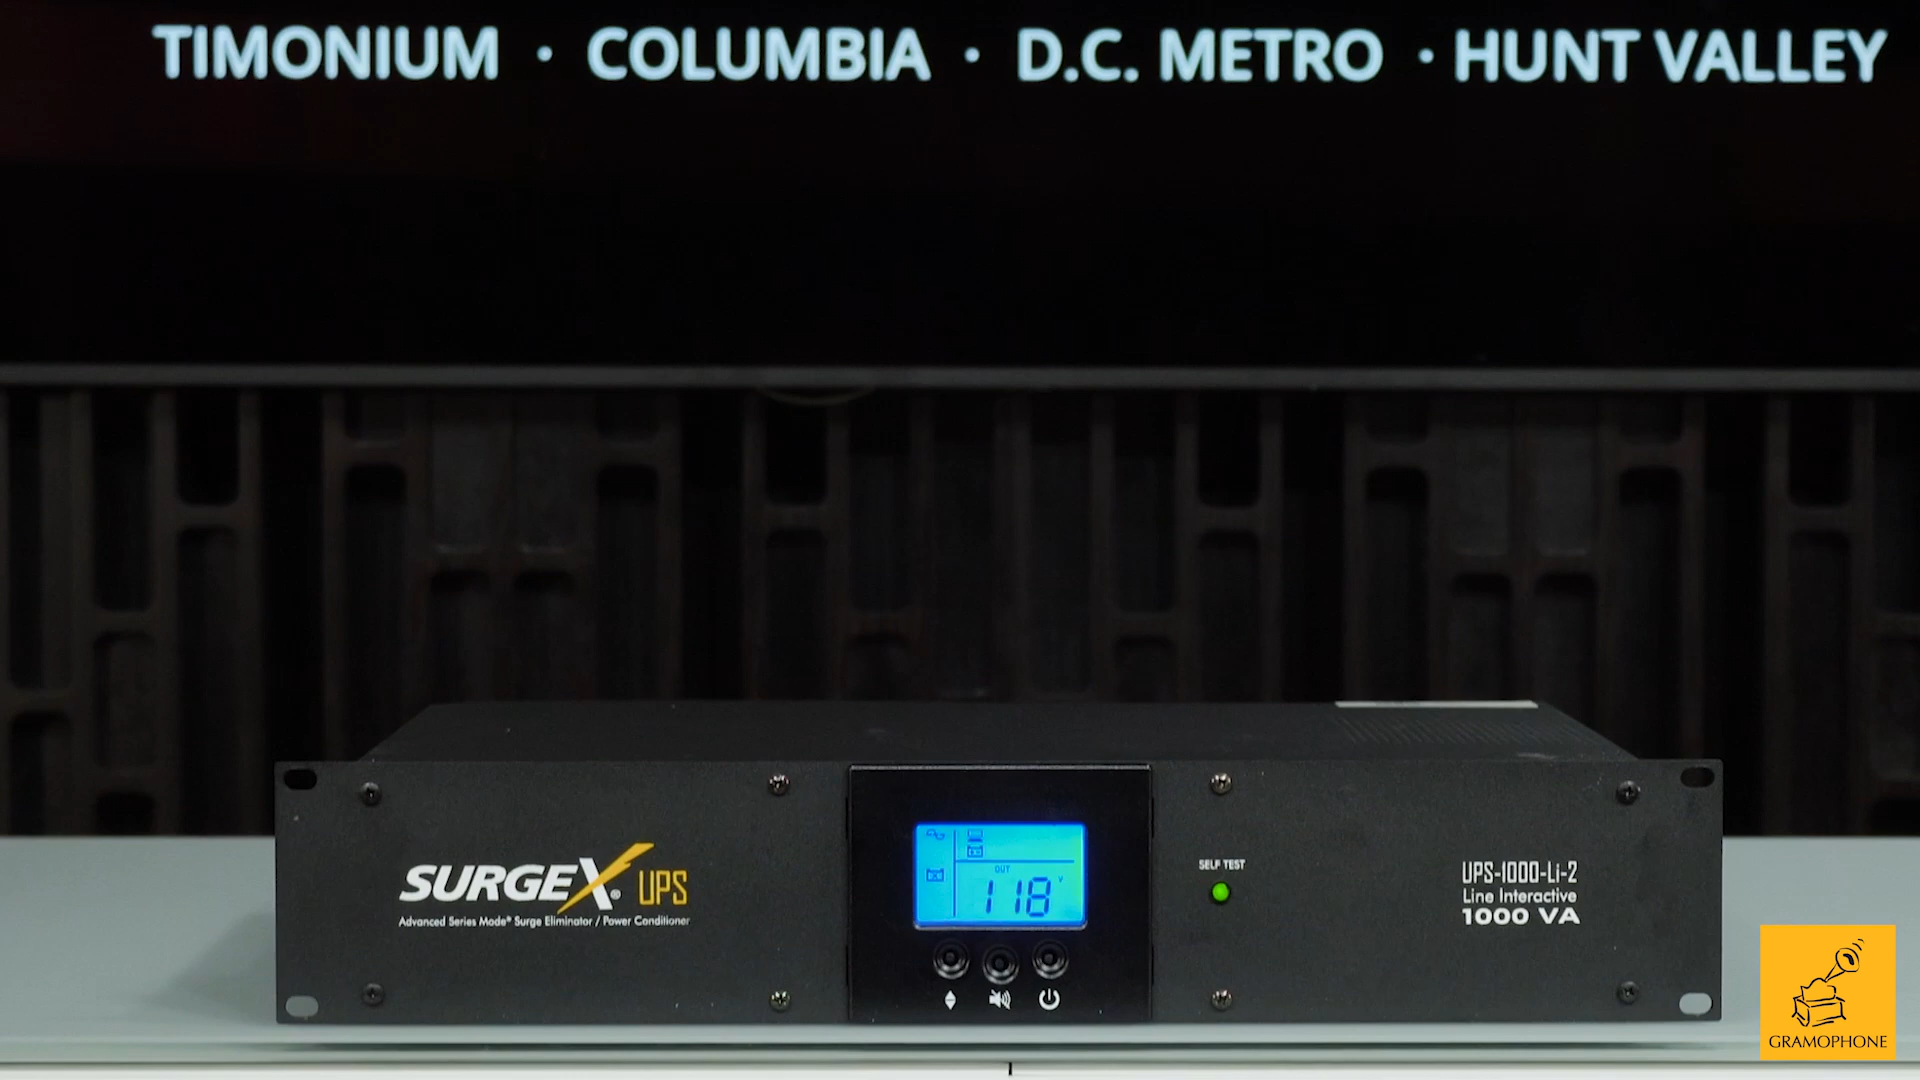 TIMONIUM · COLUMBIA · D.C. METRO · HUNT VALLEY
SURGEX® UPS
Advanced Series Mode® Surge Eliminator / Power Conditioner
OUT
118 V
SELF TEST
UPS-1000-Li-2
Line Interactive
1000 VA
GRAMOPHONE